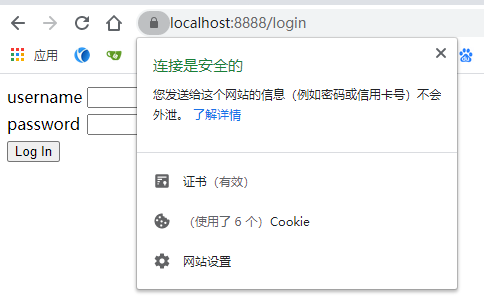 localhost:8888/login
应用
连接是安全的
您发送给这个网站的信息（例如密码或信用卡号）不会
外泄。 了解详情
username
password
Log In
证书（有效）
（使用了 6 个）Cookie
网站设置